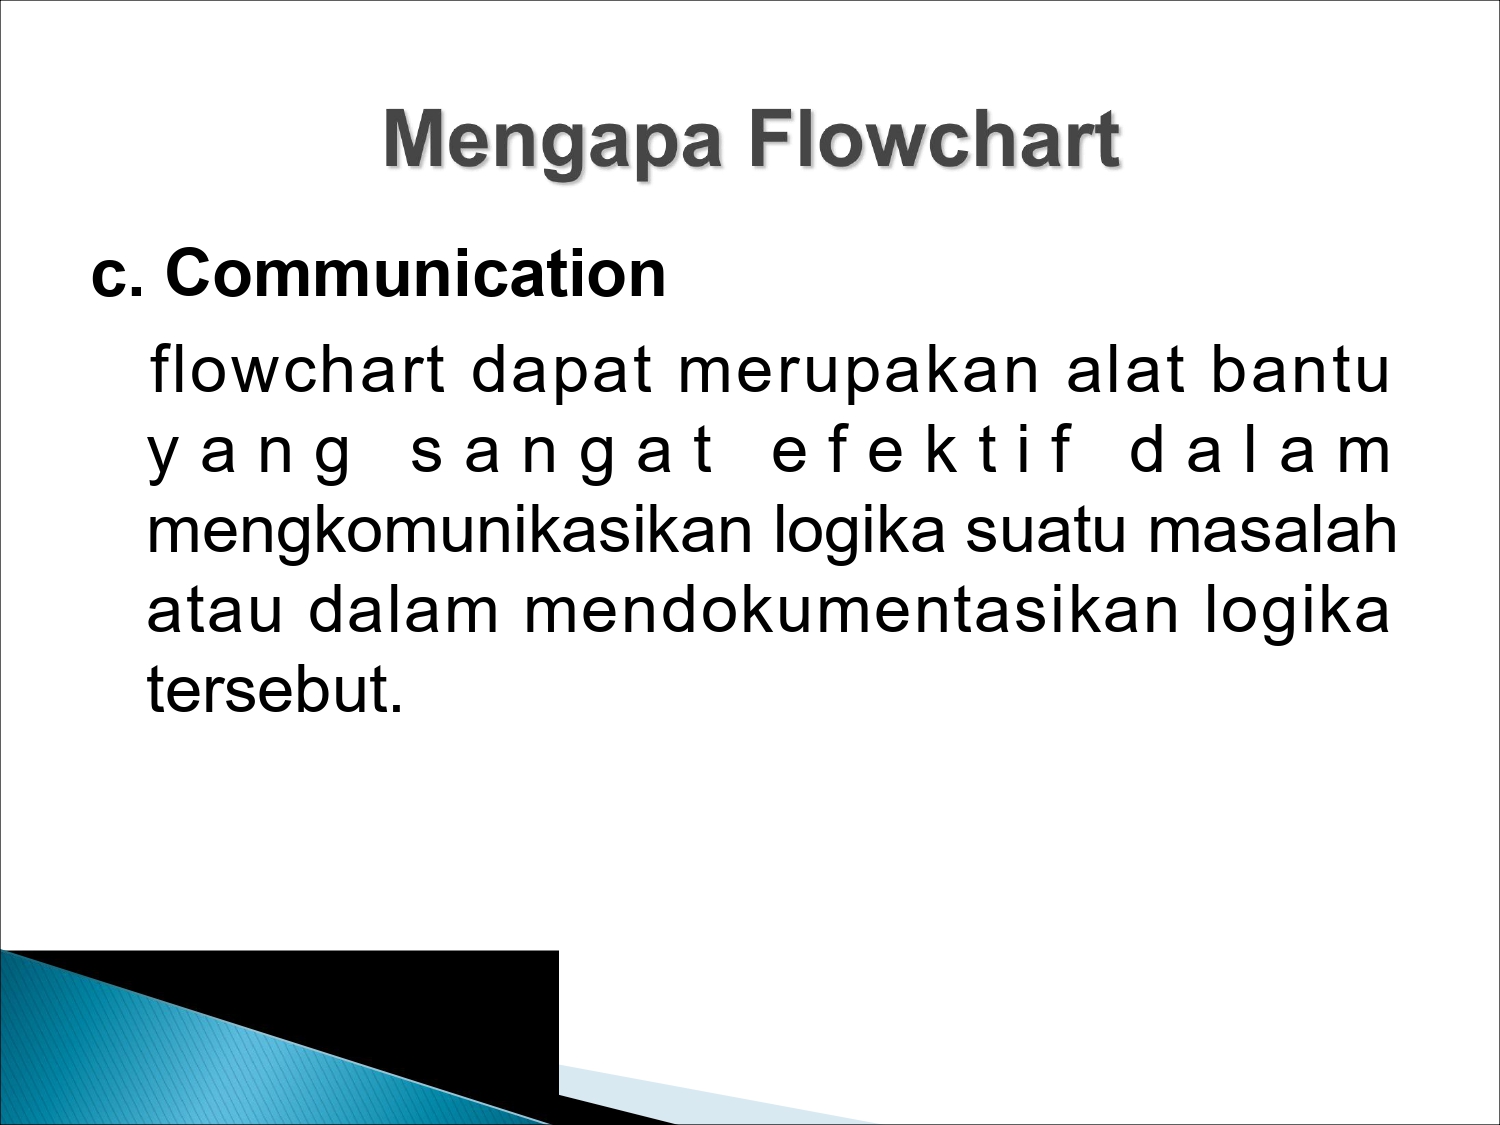 Mengapa Flowchart
c. Communication
flowchart dapat merupakan alat bantu
yang sangat efektif dalam
mengkomunikasikan logika suatu masalah
atau dalam mendokumentasikan logika
tersebut.